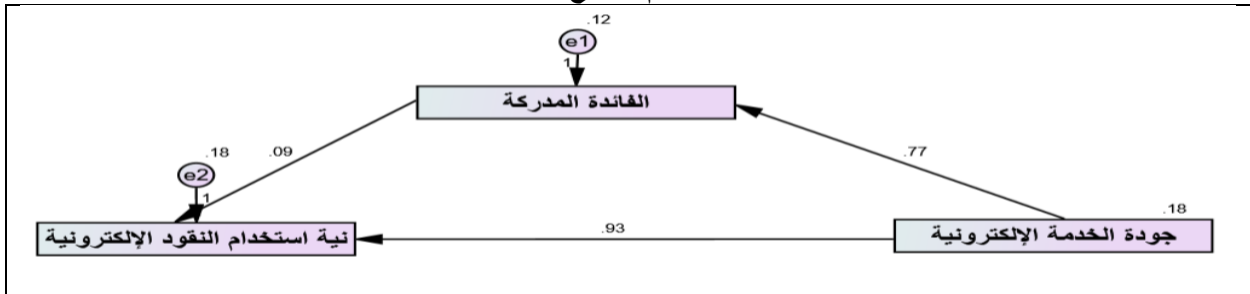 .12
e1
1
الفائدة المدركة
.18
.09
.77
e2
1
.18
نية استخدام النقود الإلكترونية
.93
جودة الخدمة الإلكترونية